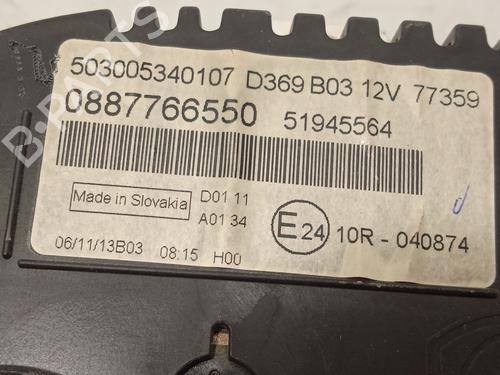 503005340107 D369 B03 12V 77359
0887766550 51945564
Made in Slovakia
D01 11
A01 34
E24 10R - 040874
06/11/13B03 08:15 H00
B-PARTS